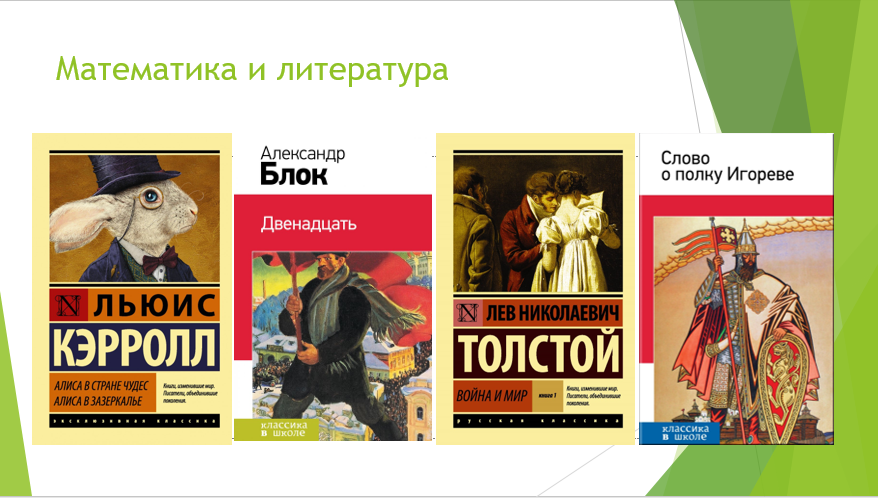 Математика и литература
ЛЬЮИС
КЭРРОЛЛ
АЛИСА В СТРАНЕ ЧУДЕС
АЛИСА В ЗАЗЕРКАЛЬЕ
Книги, изменившие мир.
Писатели, объединившие
поколения.
эксклюзивная классика
Александр
Блок
Двенадцать
классика
в школе
N ЛЕВ НИКОЛАЕВИЧ
ТОЛСТОЙ
ВОЙНА И МИР
книга 1
Книги, изменившие мир.
Писатели, объединившие
поколения.
русская классика
Слово
о полку Игореве
классика
в школе